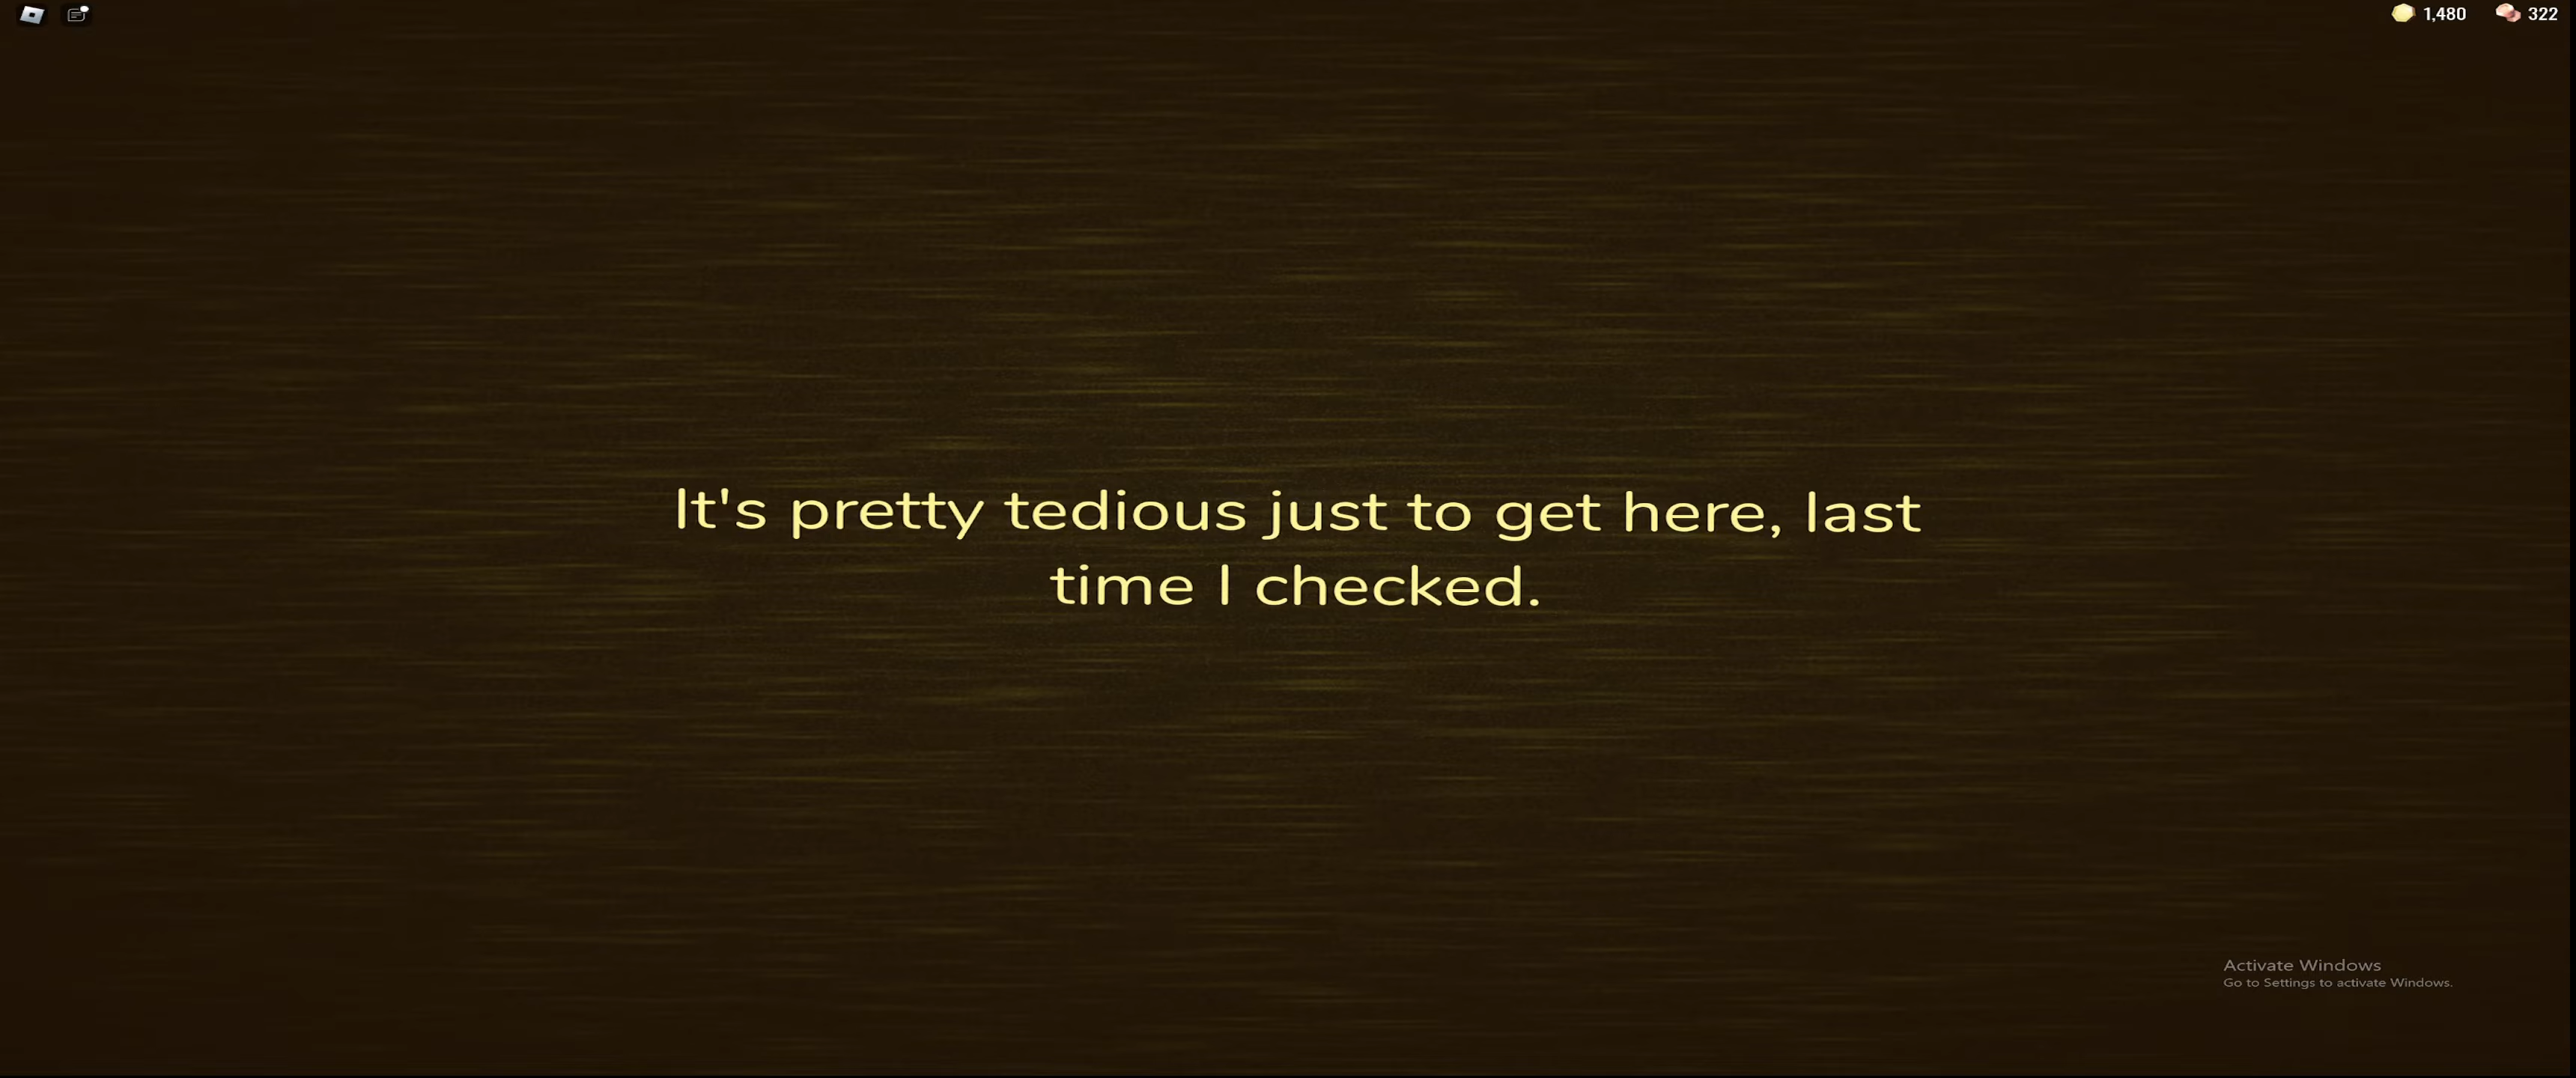 1,480 322
It's pretty tedious just to get here, last
time I checked.
Activate Windows
Go to Settings to activate Windows.